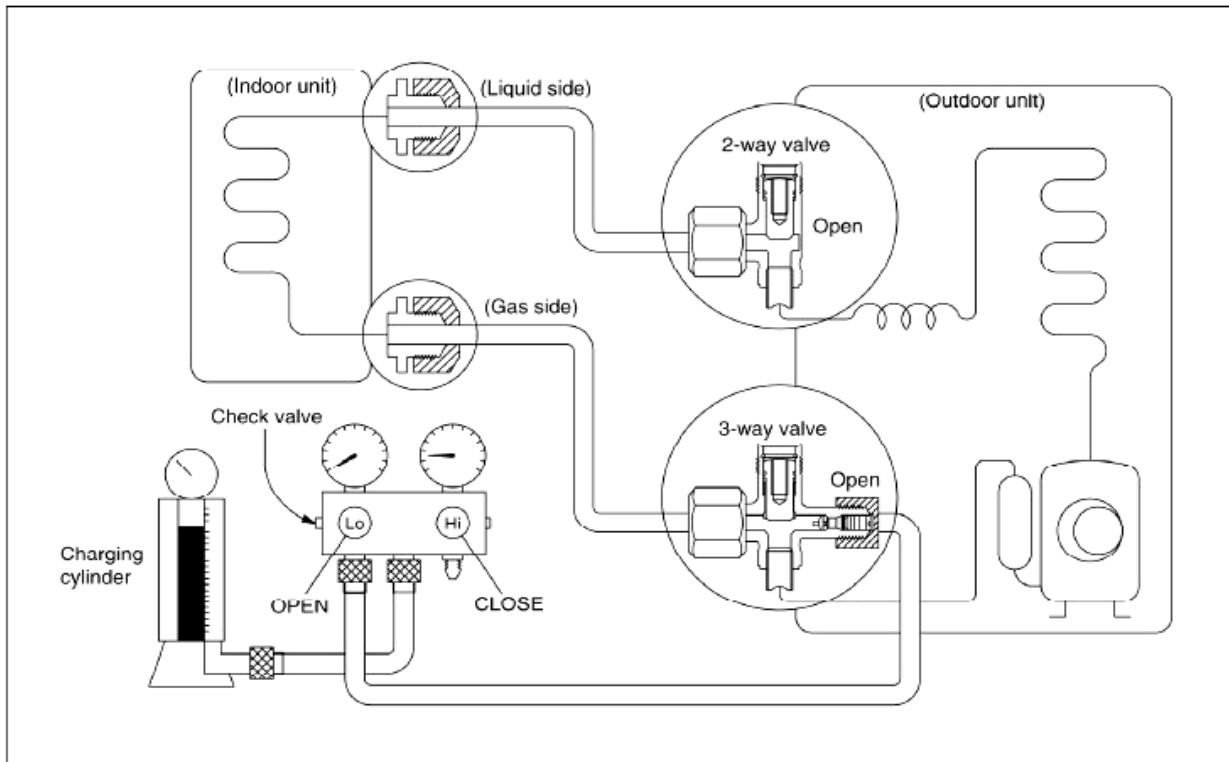 (Indoor unit)
(Liquid side)
(Outdoor unit)
2-way valve
Open
(Gas side)
3-way valve
Open
Check valve
Lo
Hi
Charging
cylinder
OPEN
CLOSE